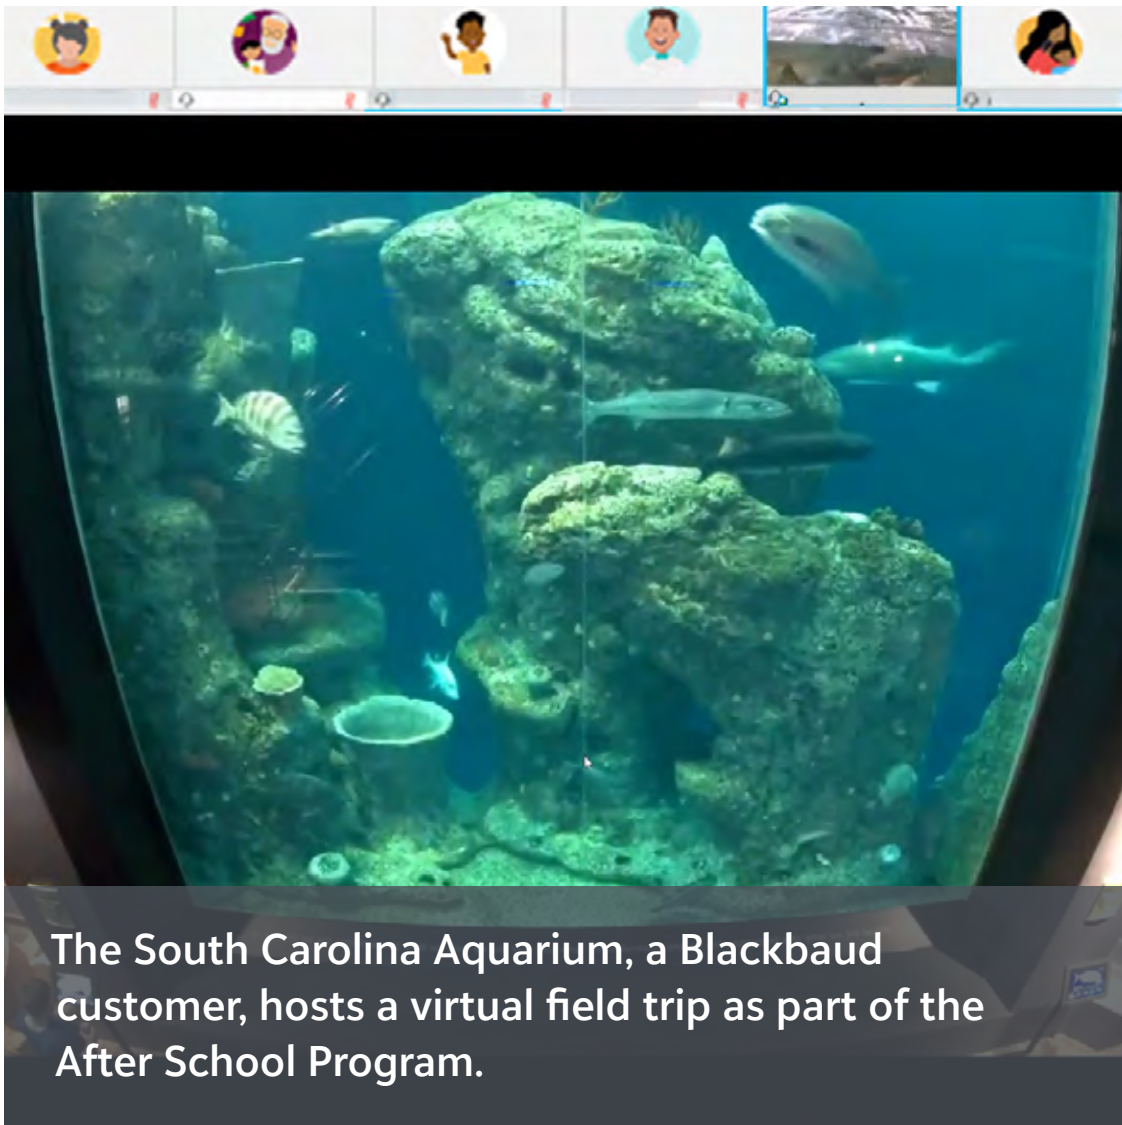 The South Carolina Aquarium, a Blackbaud
customer, hosts a virtual field trip as part of the
After School Program.